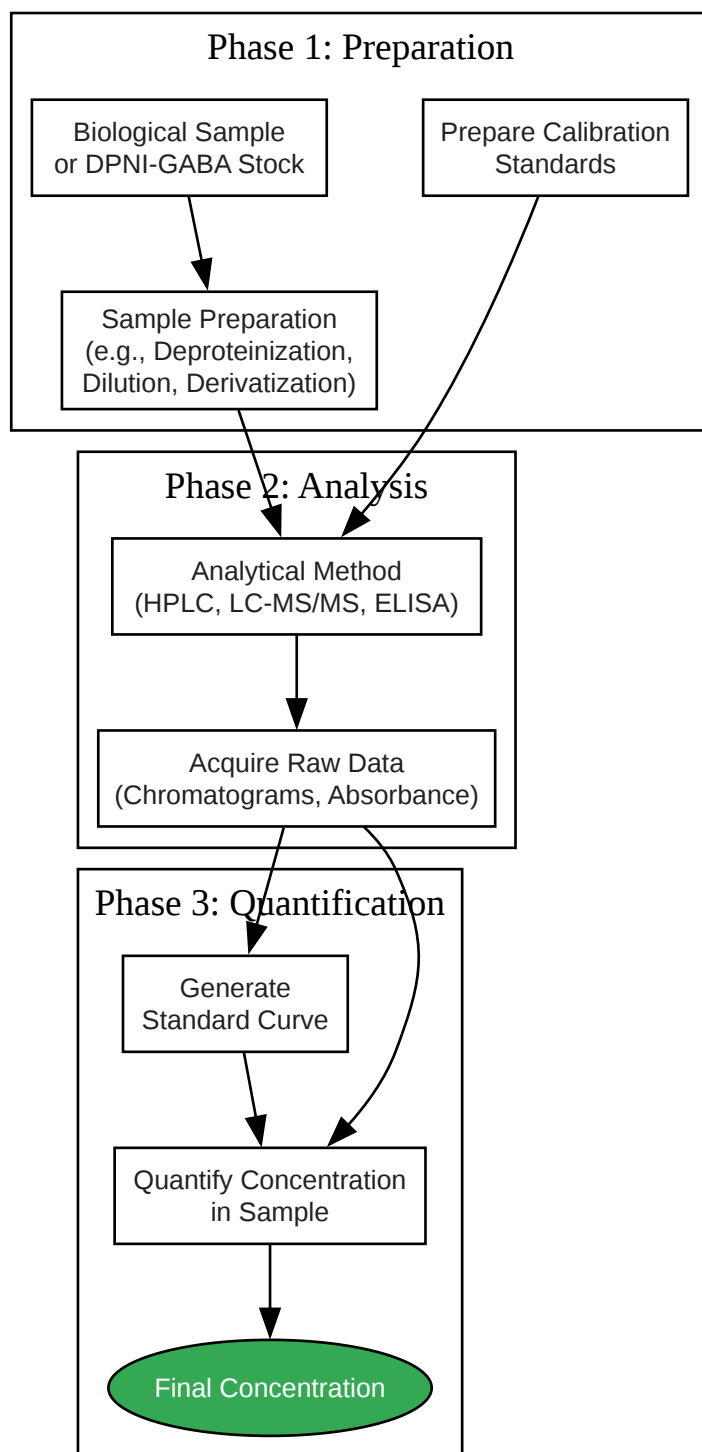 Phase 1: Preparation
Biological Sample
or DPNI-GABA Stock
Prepare Calibration
Standards
Sample Preparation
(e.g., Deproteinization,
Dilution, Derivatization)
Phase 2: Analysis
Analytical Method
(HPLC, LC-MS/MS, ELISA)
Acquire Raw Data
(Chromatograms, Absorbance)
Phase 3: Quantification
Generate
Standard Curve
Quantify Concentration
in Sample
Final Concentration